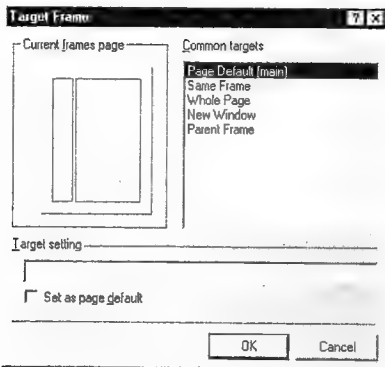 Target Frame
Current frames page
Common targets
Page Default (main)
Same Frame
Whole Page
New Window
Parent Frame
Target setting
Set as page default
OK
Cancel